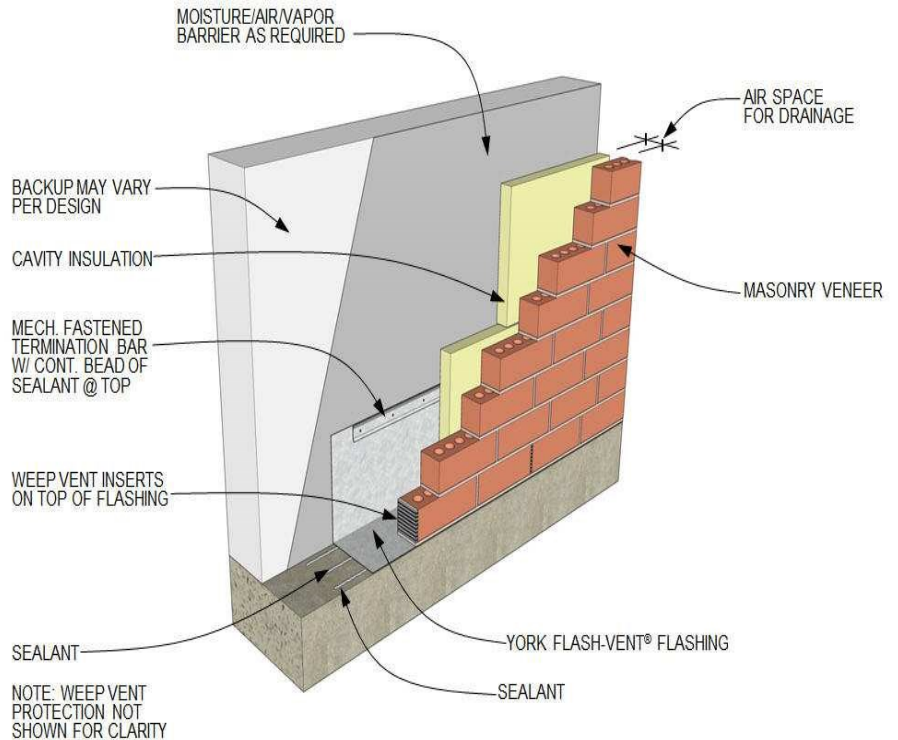 MOISTURE/AIR/VAPOR
BARRIER AS REQUIRED
AIR SPACE
FOR DRAINAGE
BACKUP MAY VARY
PER DESIGN
CAVITY INSULATION
MASONRY VENEER
MECH. FASTENED
TERMINATION BAR
W/ CONT. BEAD OF
SEALANT @ TOP
WEEP VENT INSERTS
ON TOP OF FLASHING
YORK FLASH-VENT® FLASHING
SEALANT
SEALANT
NOTE: WEEP VENT
PROTECTION NOT
SHOWN FOR CLARITY